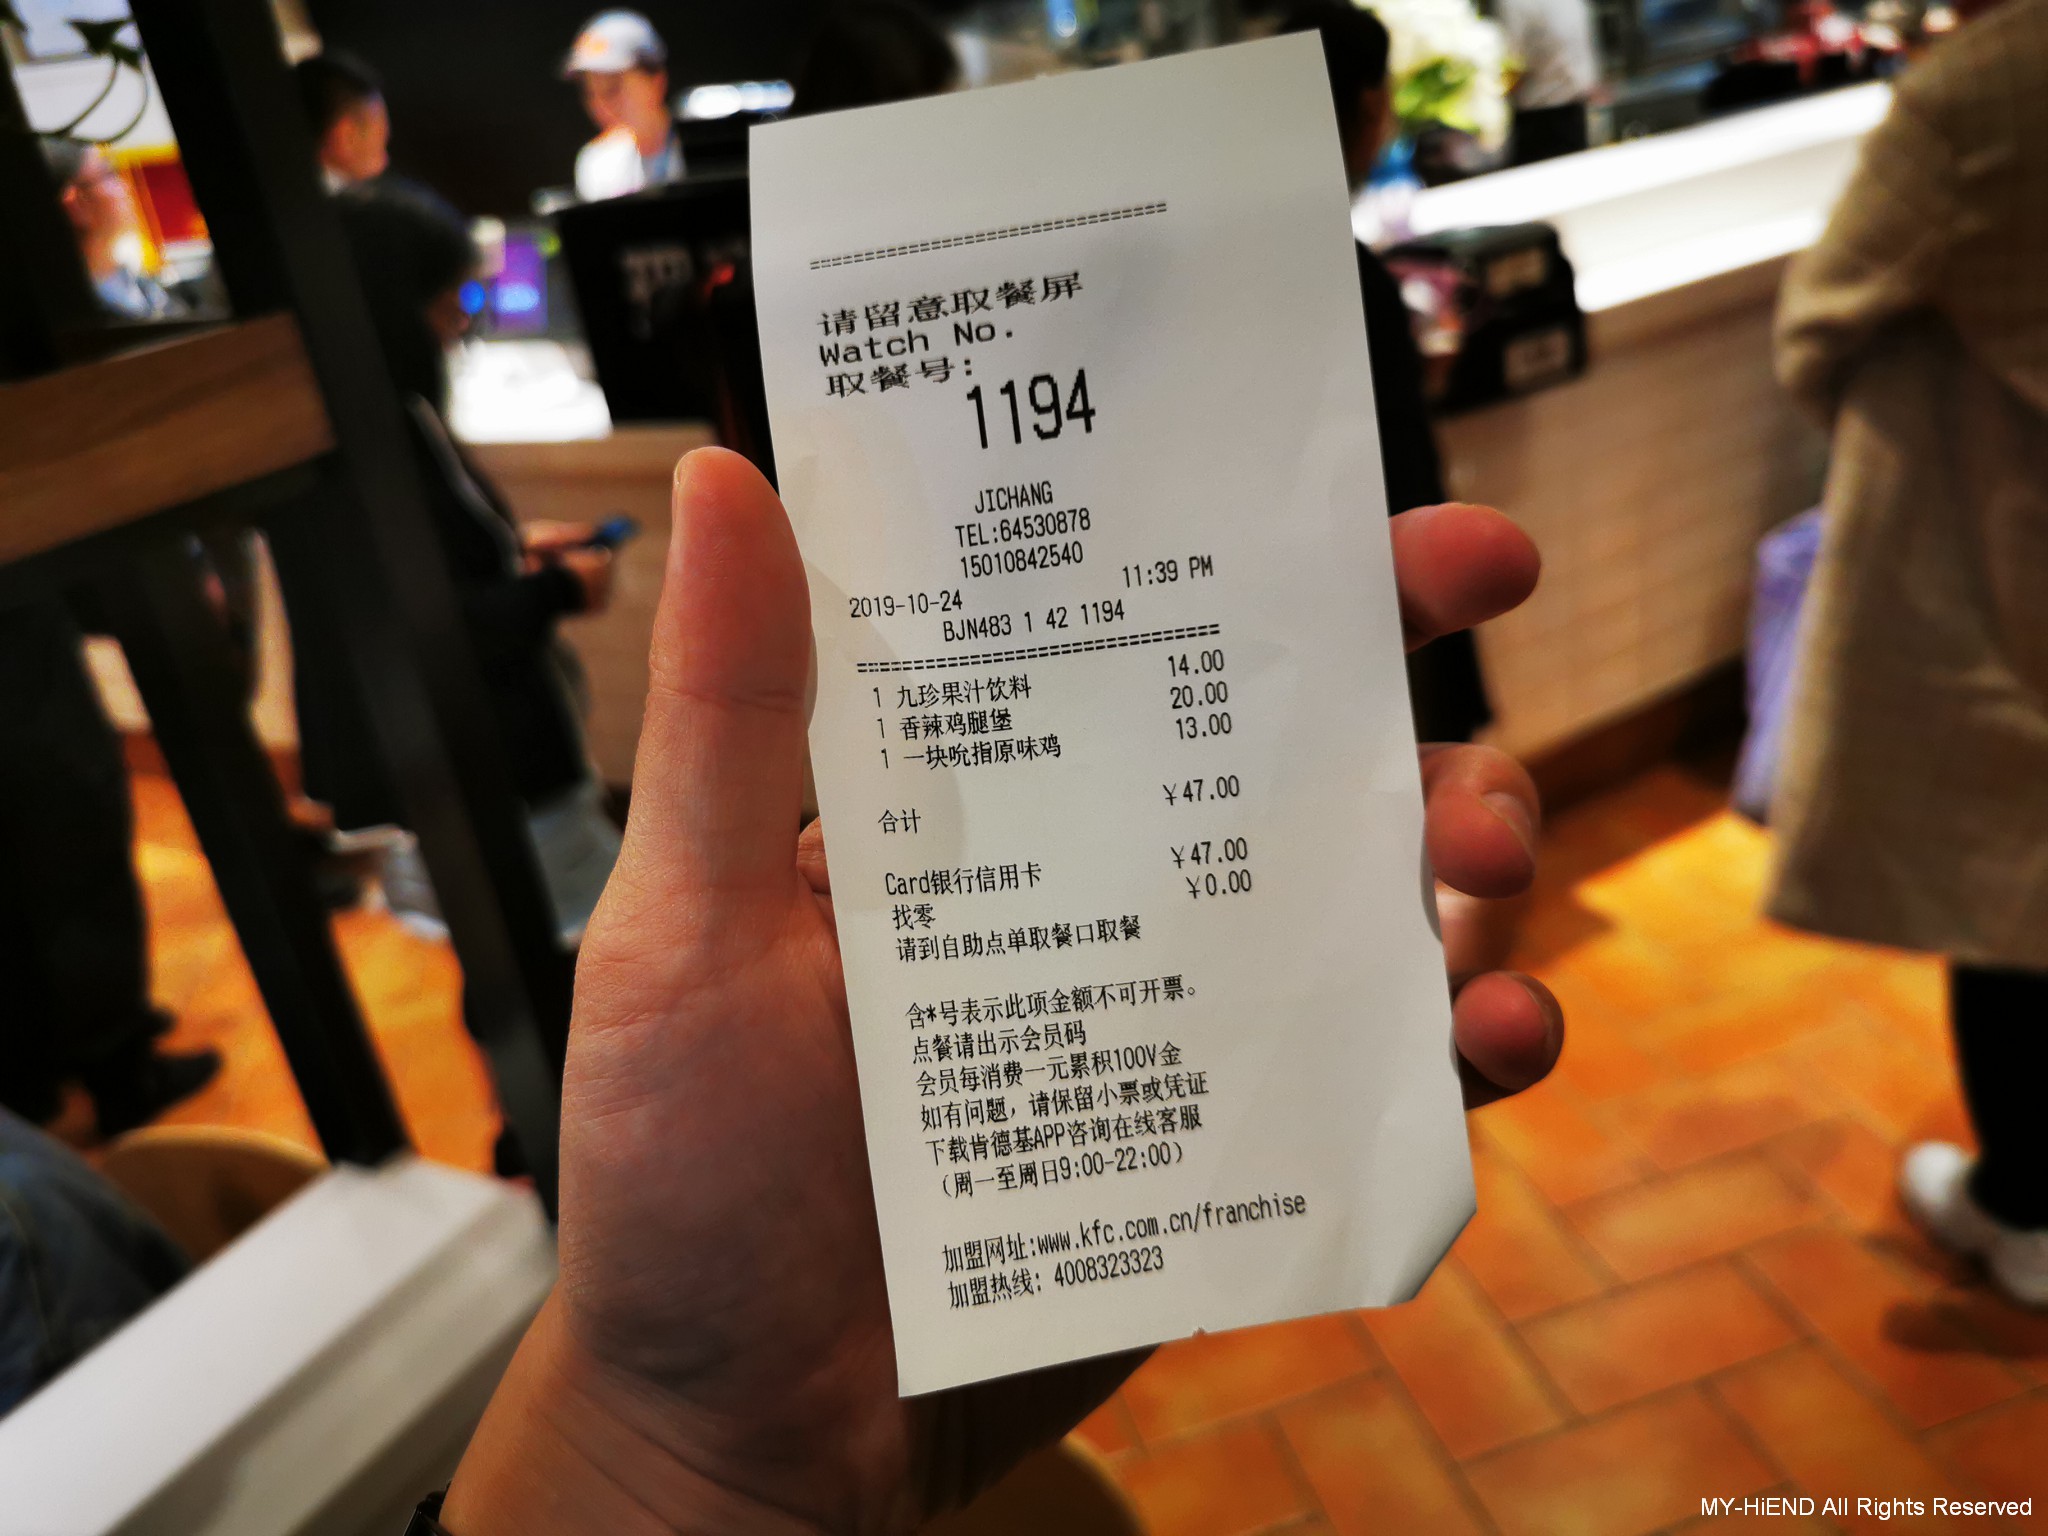 ================================
请留意取餐屏
Watch No.
取餐号:
1194
JICHANG
TEL:64530878
15010842540
2019-10-24 11:39 PM
BJN483 1 42 1194
================================
1 九珍果汁饮料 14.00
1 香辣鸡腿堡 20.00
1 一块吮指原味鸡 13.00
合计 ¥47.00
Card银行信用卡 ¥47.00
找零 ¥0.00
请到自助点单取餐口取餐
含*号表示此项金额不可开票。
点餐请出示会员码
会员每消费一元累积100V金
如有问题，请保留小票或凭证
下载肯德基APP咨询在线客服
(周一至周日9:00-22:00)
加盟网址:www.kfc.com.cn/franchise
加盟热线: 4008323323
MY-HiEND All Rights Reserved